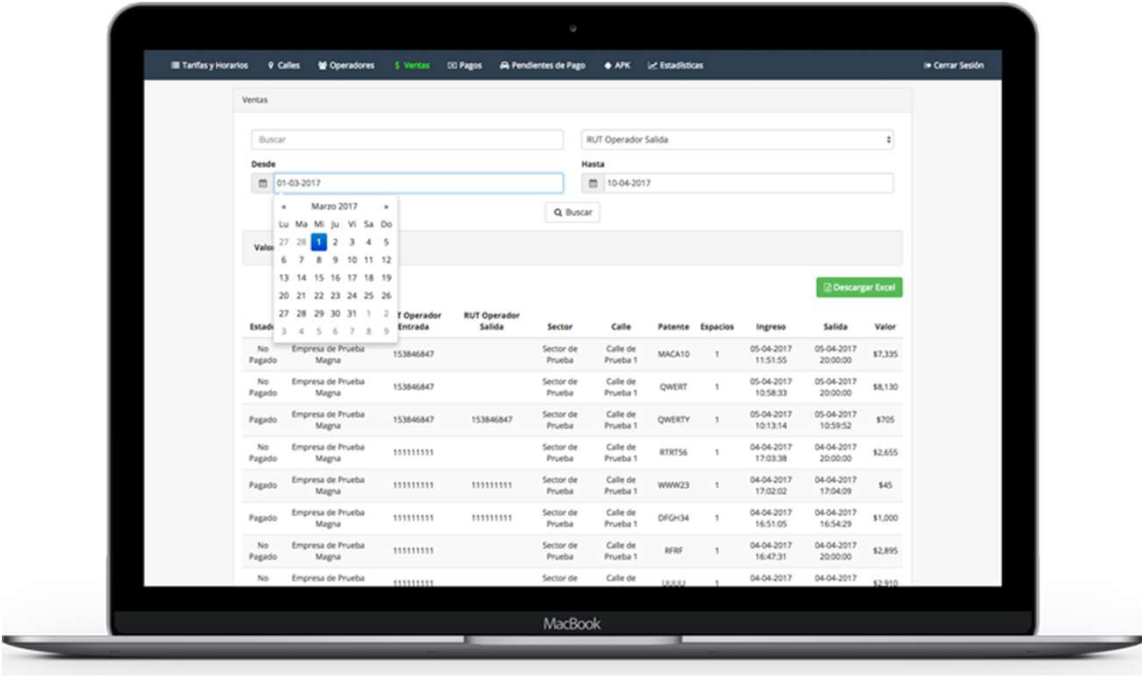 Tarifas y Horarios Calles Operadores $ Ventas Pagos Pendientes de Pago APK Estadísticas Cerrar Sesión
Ventas
Buscar RUT Operador Salida
Desde Hasta
01-03-2017 10-04-2017
« Marzo 2017 »
Buscar
Lu Ma Mi Ju Vi Sa Do
27 28 1 2 3 4 5
Valo
6 7 8 9 10 11 12
13 14 15 16 17 18 19
Descargar Excel
20 21 22 23 24 25 26
27 28 29 30 31 1 2
3 4 5 6 7 8 9
T Operador RUT Operador
Estado Entrada Salida Sector Calle Patente Espacios Ingreso Salida Valor
No Empresa de Prueba Sector de Calle de 05-04-2017 05-04-2017
Pagado Magna 153846847 Prueba Prueba 1 MACA10 1 11:51:55 20:00:00 $7,335
No Empresa de Prueba Sector de Calle de 05-04-2017 05-04-2017
Pagado Magna 153846847 Prueba Prueba 1 QWERT 1 10:58:33 20:00:00 $8,130
Empresa de Prueba Sector de Calle de 05-04-2017 05-04-2017
Pagado Magna 153846847 153846847 Prueba Prueba 1 QWERTY 1 10:13:14 10:59:52 $705
No Empresa de Prueba Sector de Calle de 04-04-2017 04-04-2017
Pagado Magna 111111111 Prueba Prueba 1 RTRT56 1 17:03:38 20:00:00 $2,655
Empresa de Prueba Sector de Calle de 04-04-2017 04-04-2017
Pagado Magna 111111111 111111111 Prueba Prueba 1 WWW23 1 17:02:02 17:04:09 $45
Empresa de Prueba Sector de Calle de 04-04-2017 04-04-2017
Pagado Magna 111111111 111111111 Prueba Prueba 1 DFGH34 1 16:51:05 16:54:29 $1,000
No Empresa de Prueba Sector de Calle de 04-04-2017 04-04-2017
Pagado Magna 111111111 Prueba Prueba 1 RFRF 1 16:47:31 20:00:00 $2,895
No Empresa de Prueba Sector de Calle de 04-04-2017 04-04-2017
111111111 UUUU 1 $2,910
MacBook